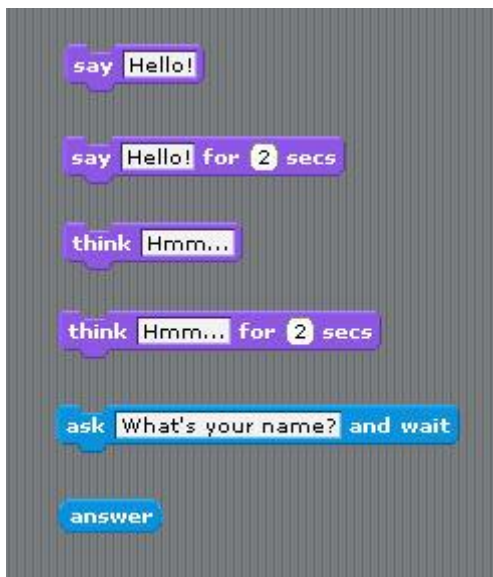 say Hello!
say Hello! for 2 secs
think Hmm...
think Hmm... for 2 secs
ask What's your name? and wait
answer